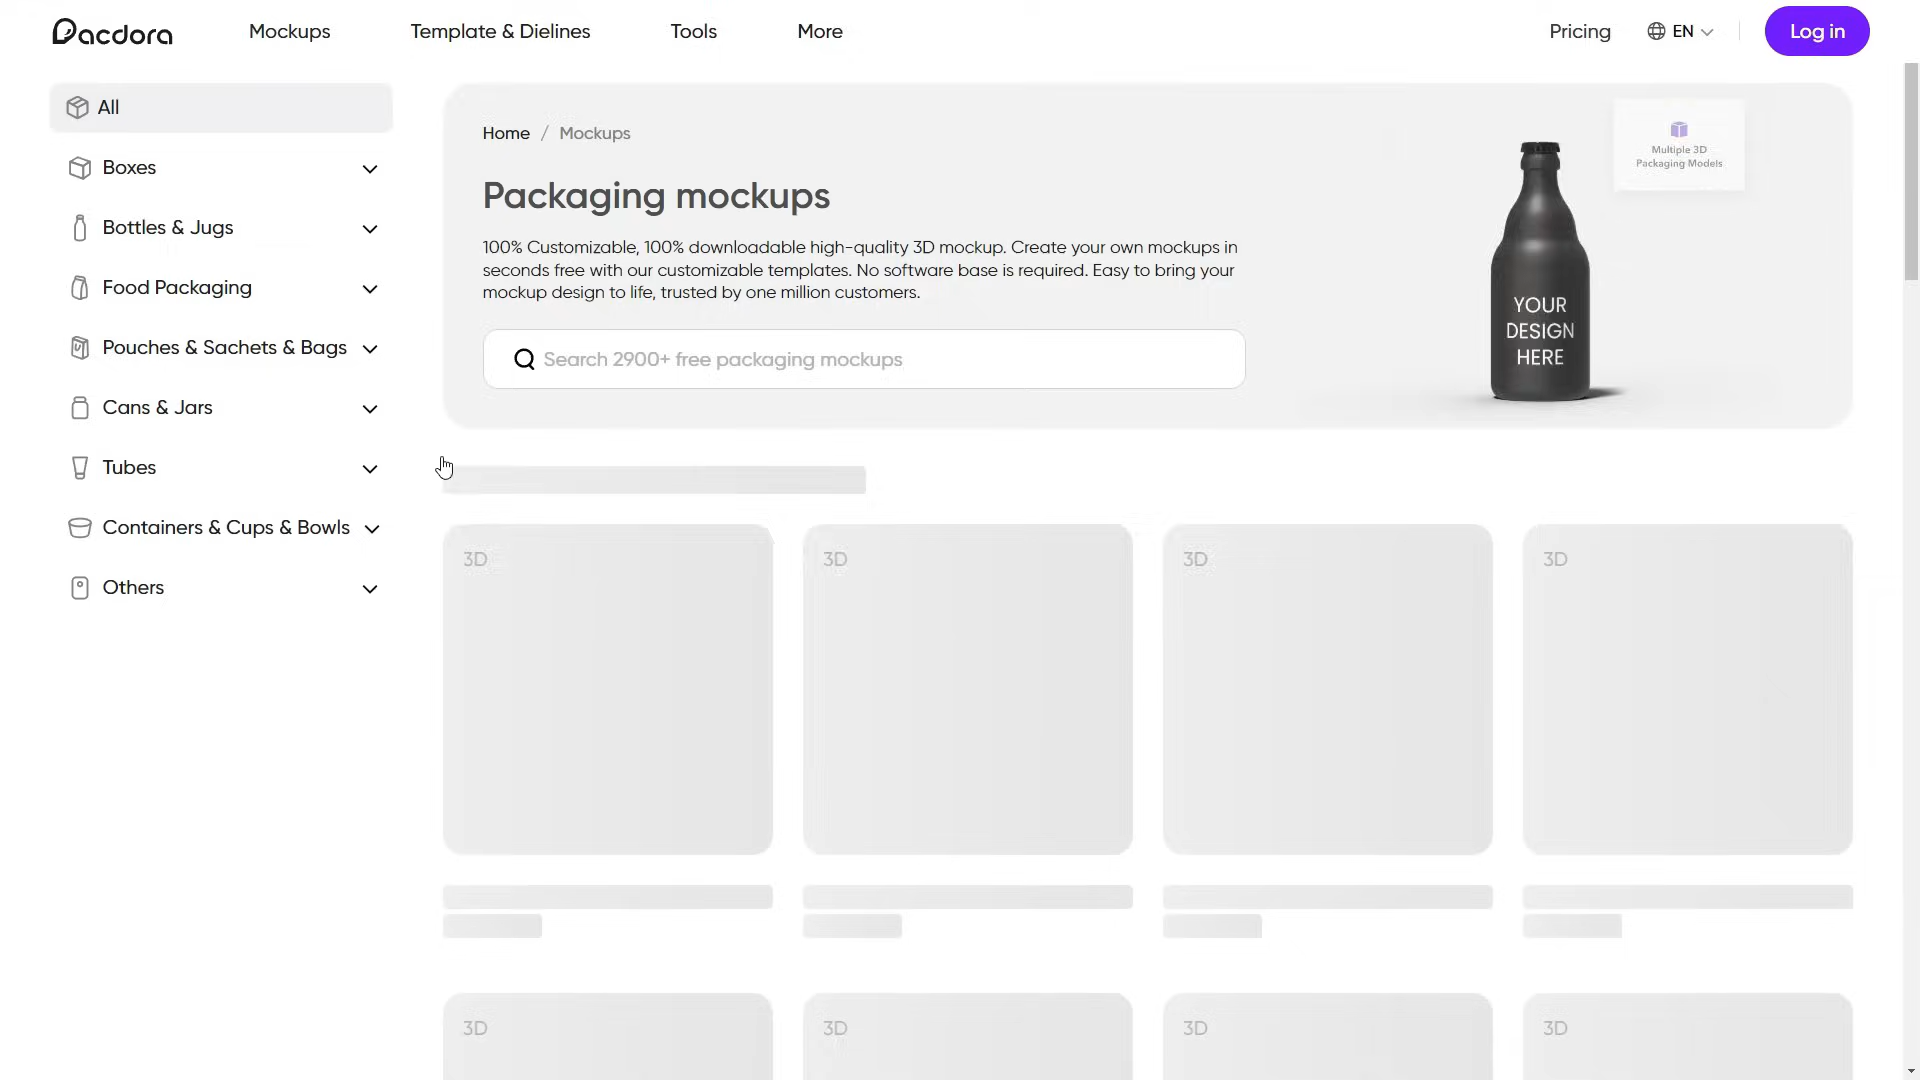 Pacdora
Mockups
Template & Dielines
Tools
More
Pricing
EN
Log in
All
Boxes
Bottles & Jugs
Food Packaging
Pouches & Sachets & Bags
Cans & Jars
Tubes
Containers & Cups & Bowls
Others
Home / Mockups
Packaging mockups
100% Customizable, 100% downloadable high-quality 3D mockup. Create your own mockups in
seconds free with our customizable templates. No software base is required. Easy to bring your
mockup design to life, trusted by one million customers.
Search 2900+ free packaging mockups
YOUR
DESIGN
HERE
Multiple 3D
Packaging Models
3D
3D
3D
3D
3D
3D
3D
3D